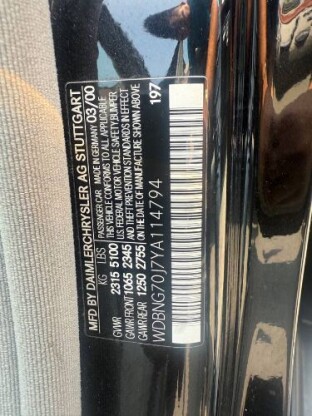 MFD BY DAIMLERCHRYSLER AG STUTTGART
PASSENGER CAR MADE IN GERMANY 03/00
KG LBS THIS VEHICLE CONFORMS TO ALL APPLICABLE
GVWR 2315 5100 U.S. FEDERAL MOTOR VEHICLE SAFETY BUMPER
GAWR FRONT 1065 2345 AND THEFT PREVENTION STANDARDS IN EFFECT
GAWR REAR 1250 2755 ON THE DATE OF MANUFACTURE SHOWN ABOVE
197
WDBNG70J7YA114794